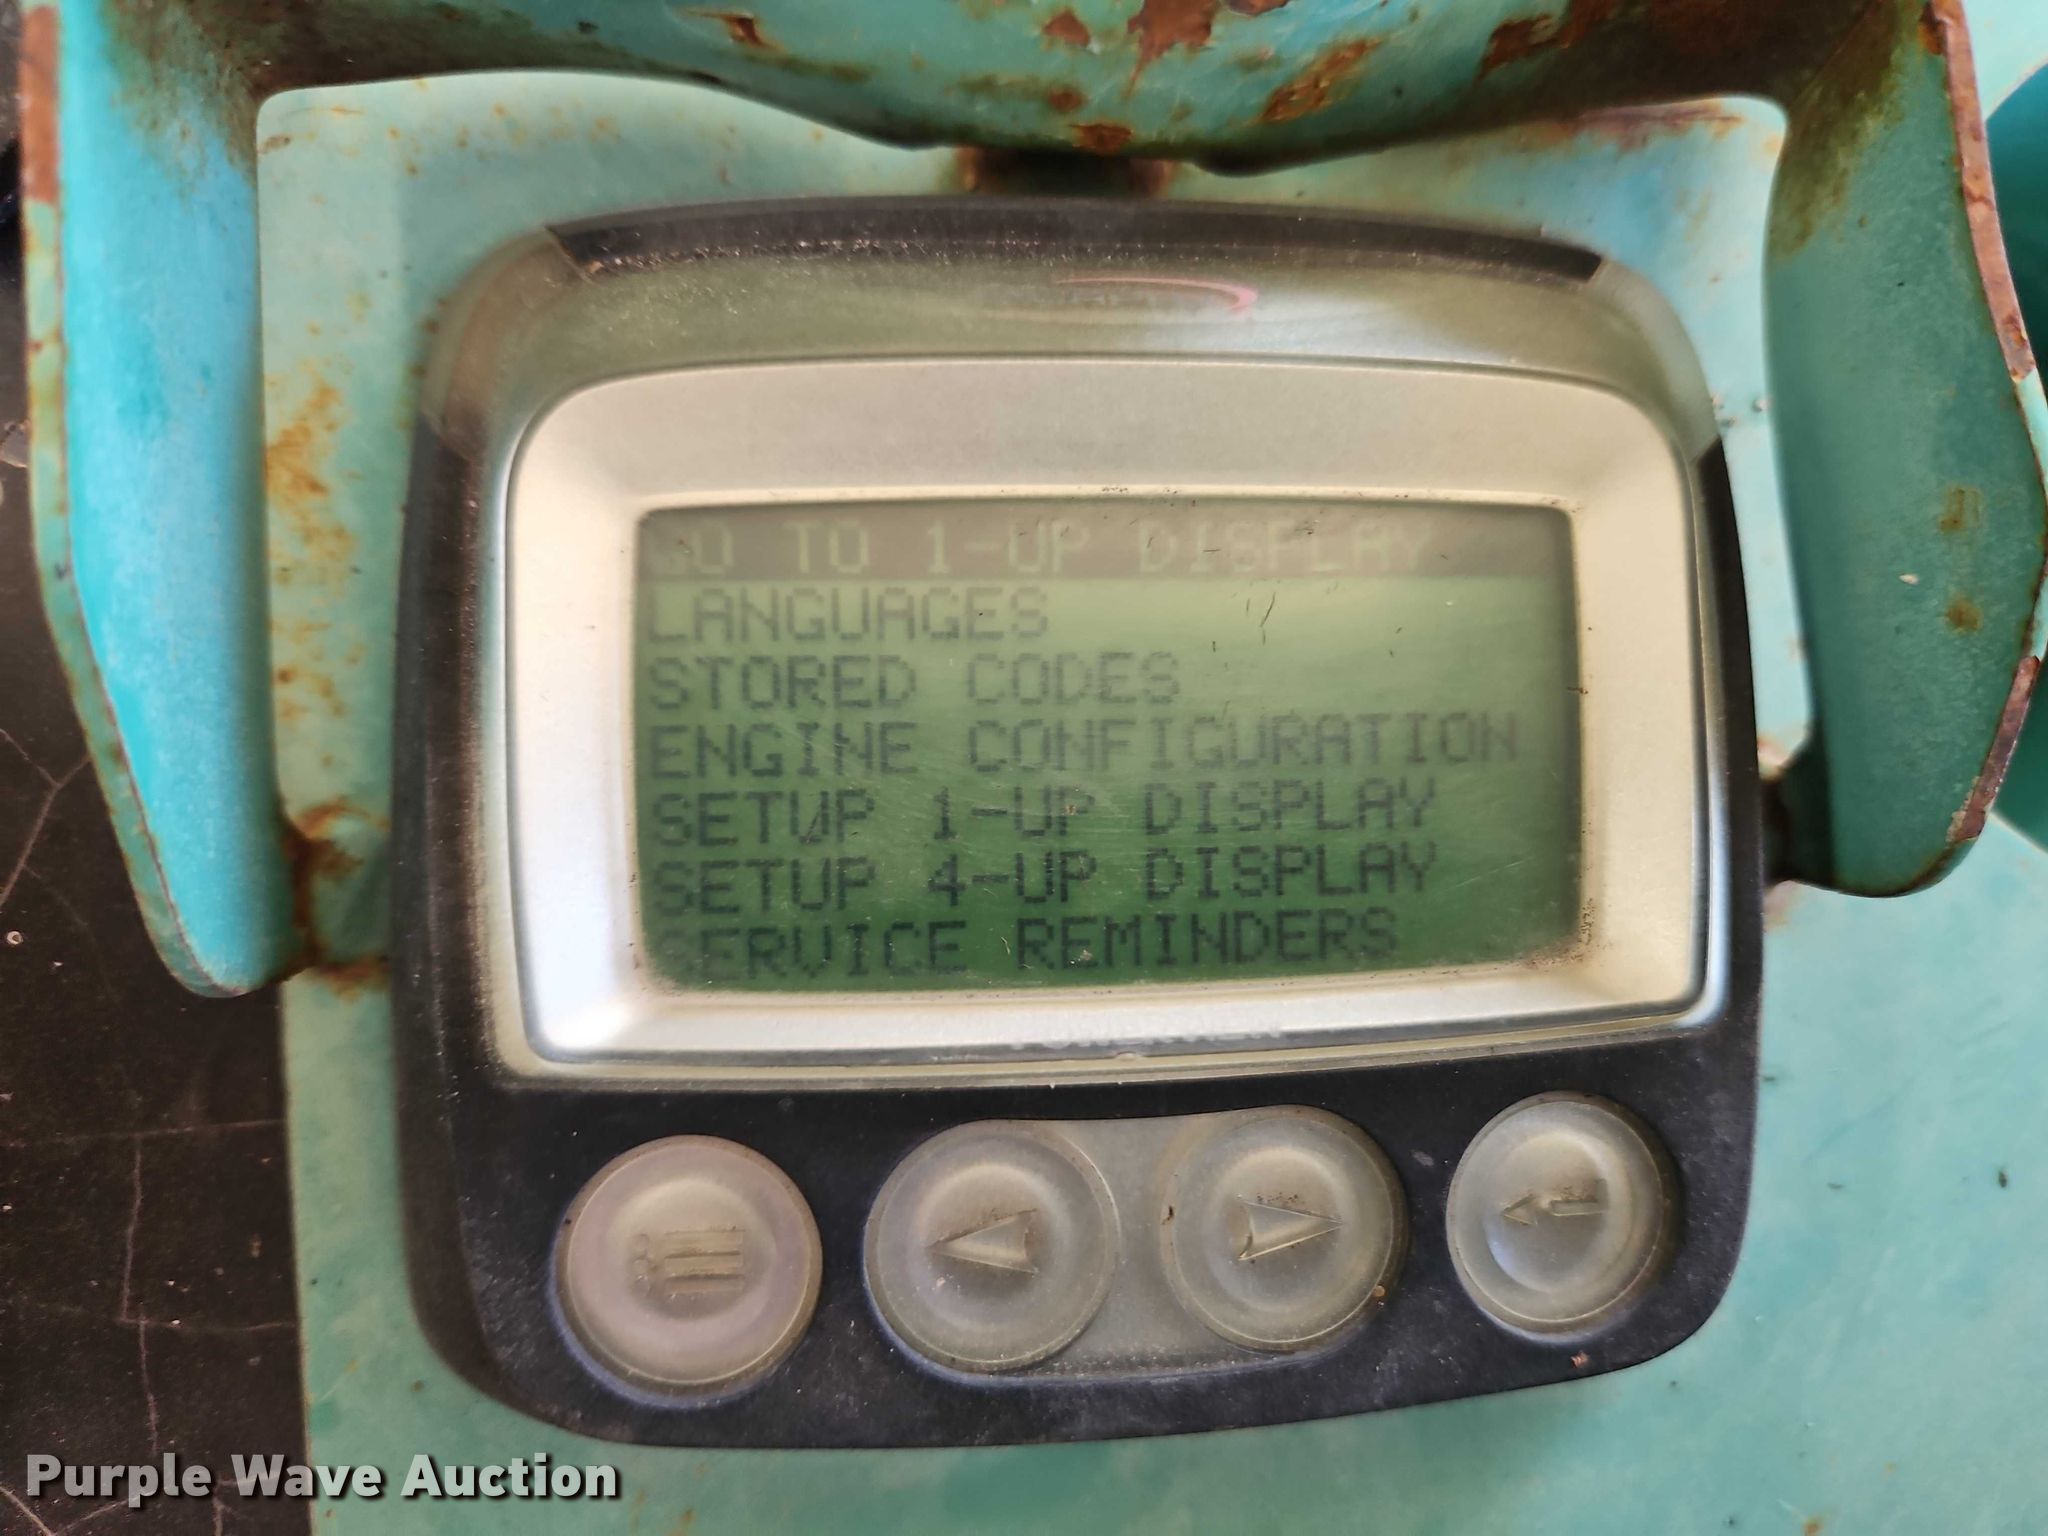 GO TO 1-UP DISPLAY
LANGUAGES
STORED CODES
ENGINE CONFIGURATION
SETUP 1-UP DISPLAY
SETUP 4-UP DISPLAY
SERVICE REMINDERS
Purple Wave Auction